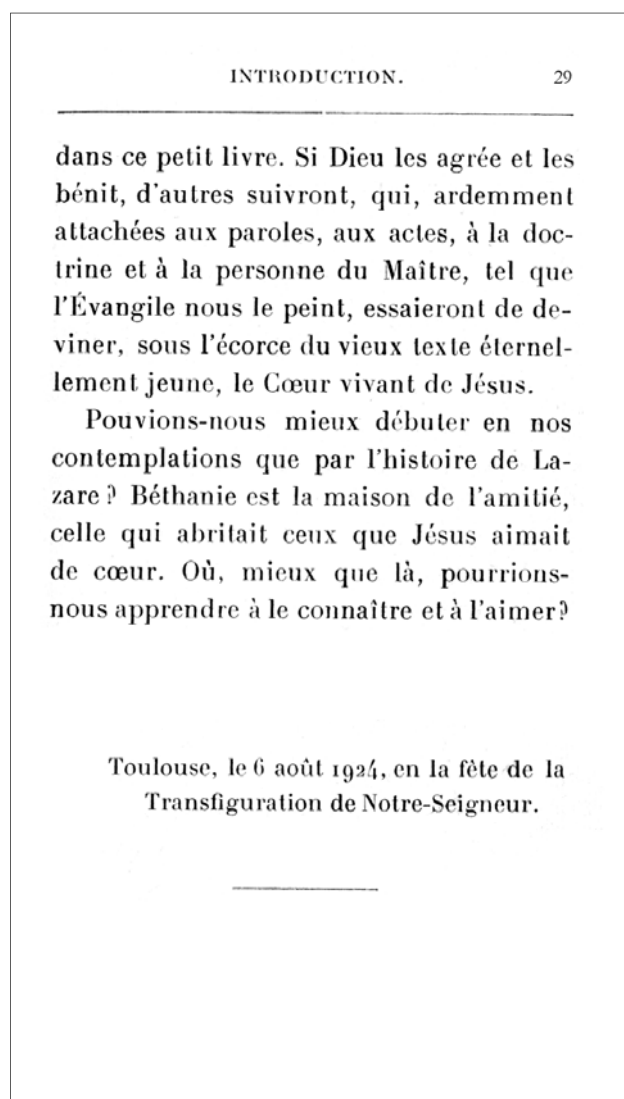 INTRODUCTION. 29
dans ce petit livre. Si Dieu les agrée et les
bénit, d'autres suivront, qui, ardemment
attachées aux paroles, aux actes, à la doc-
trine et à la personne du Maître, tel que
l'Évangile nous le peint, essaieront de de-
viner, sous l'écorce du vieux texte éternel-
lement jeune, le Cœur vivant de Jésus.
Pouvions-nous mieux débuter en nos
contemplations que par l'histoire de La-
zare ? Béthanie est la maison de l'amitié,
celle qui abritait ceux que Jésus aimait
de cœur. Où, mieux que là, pourrions-
nous apprendre à le connaître et à l'aimer?
Toulouse, le 6 août 1924, en la fête de la
Transfiguration de Notre-Seigneur.